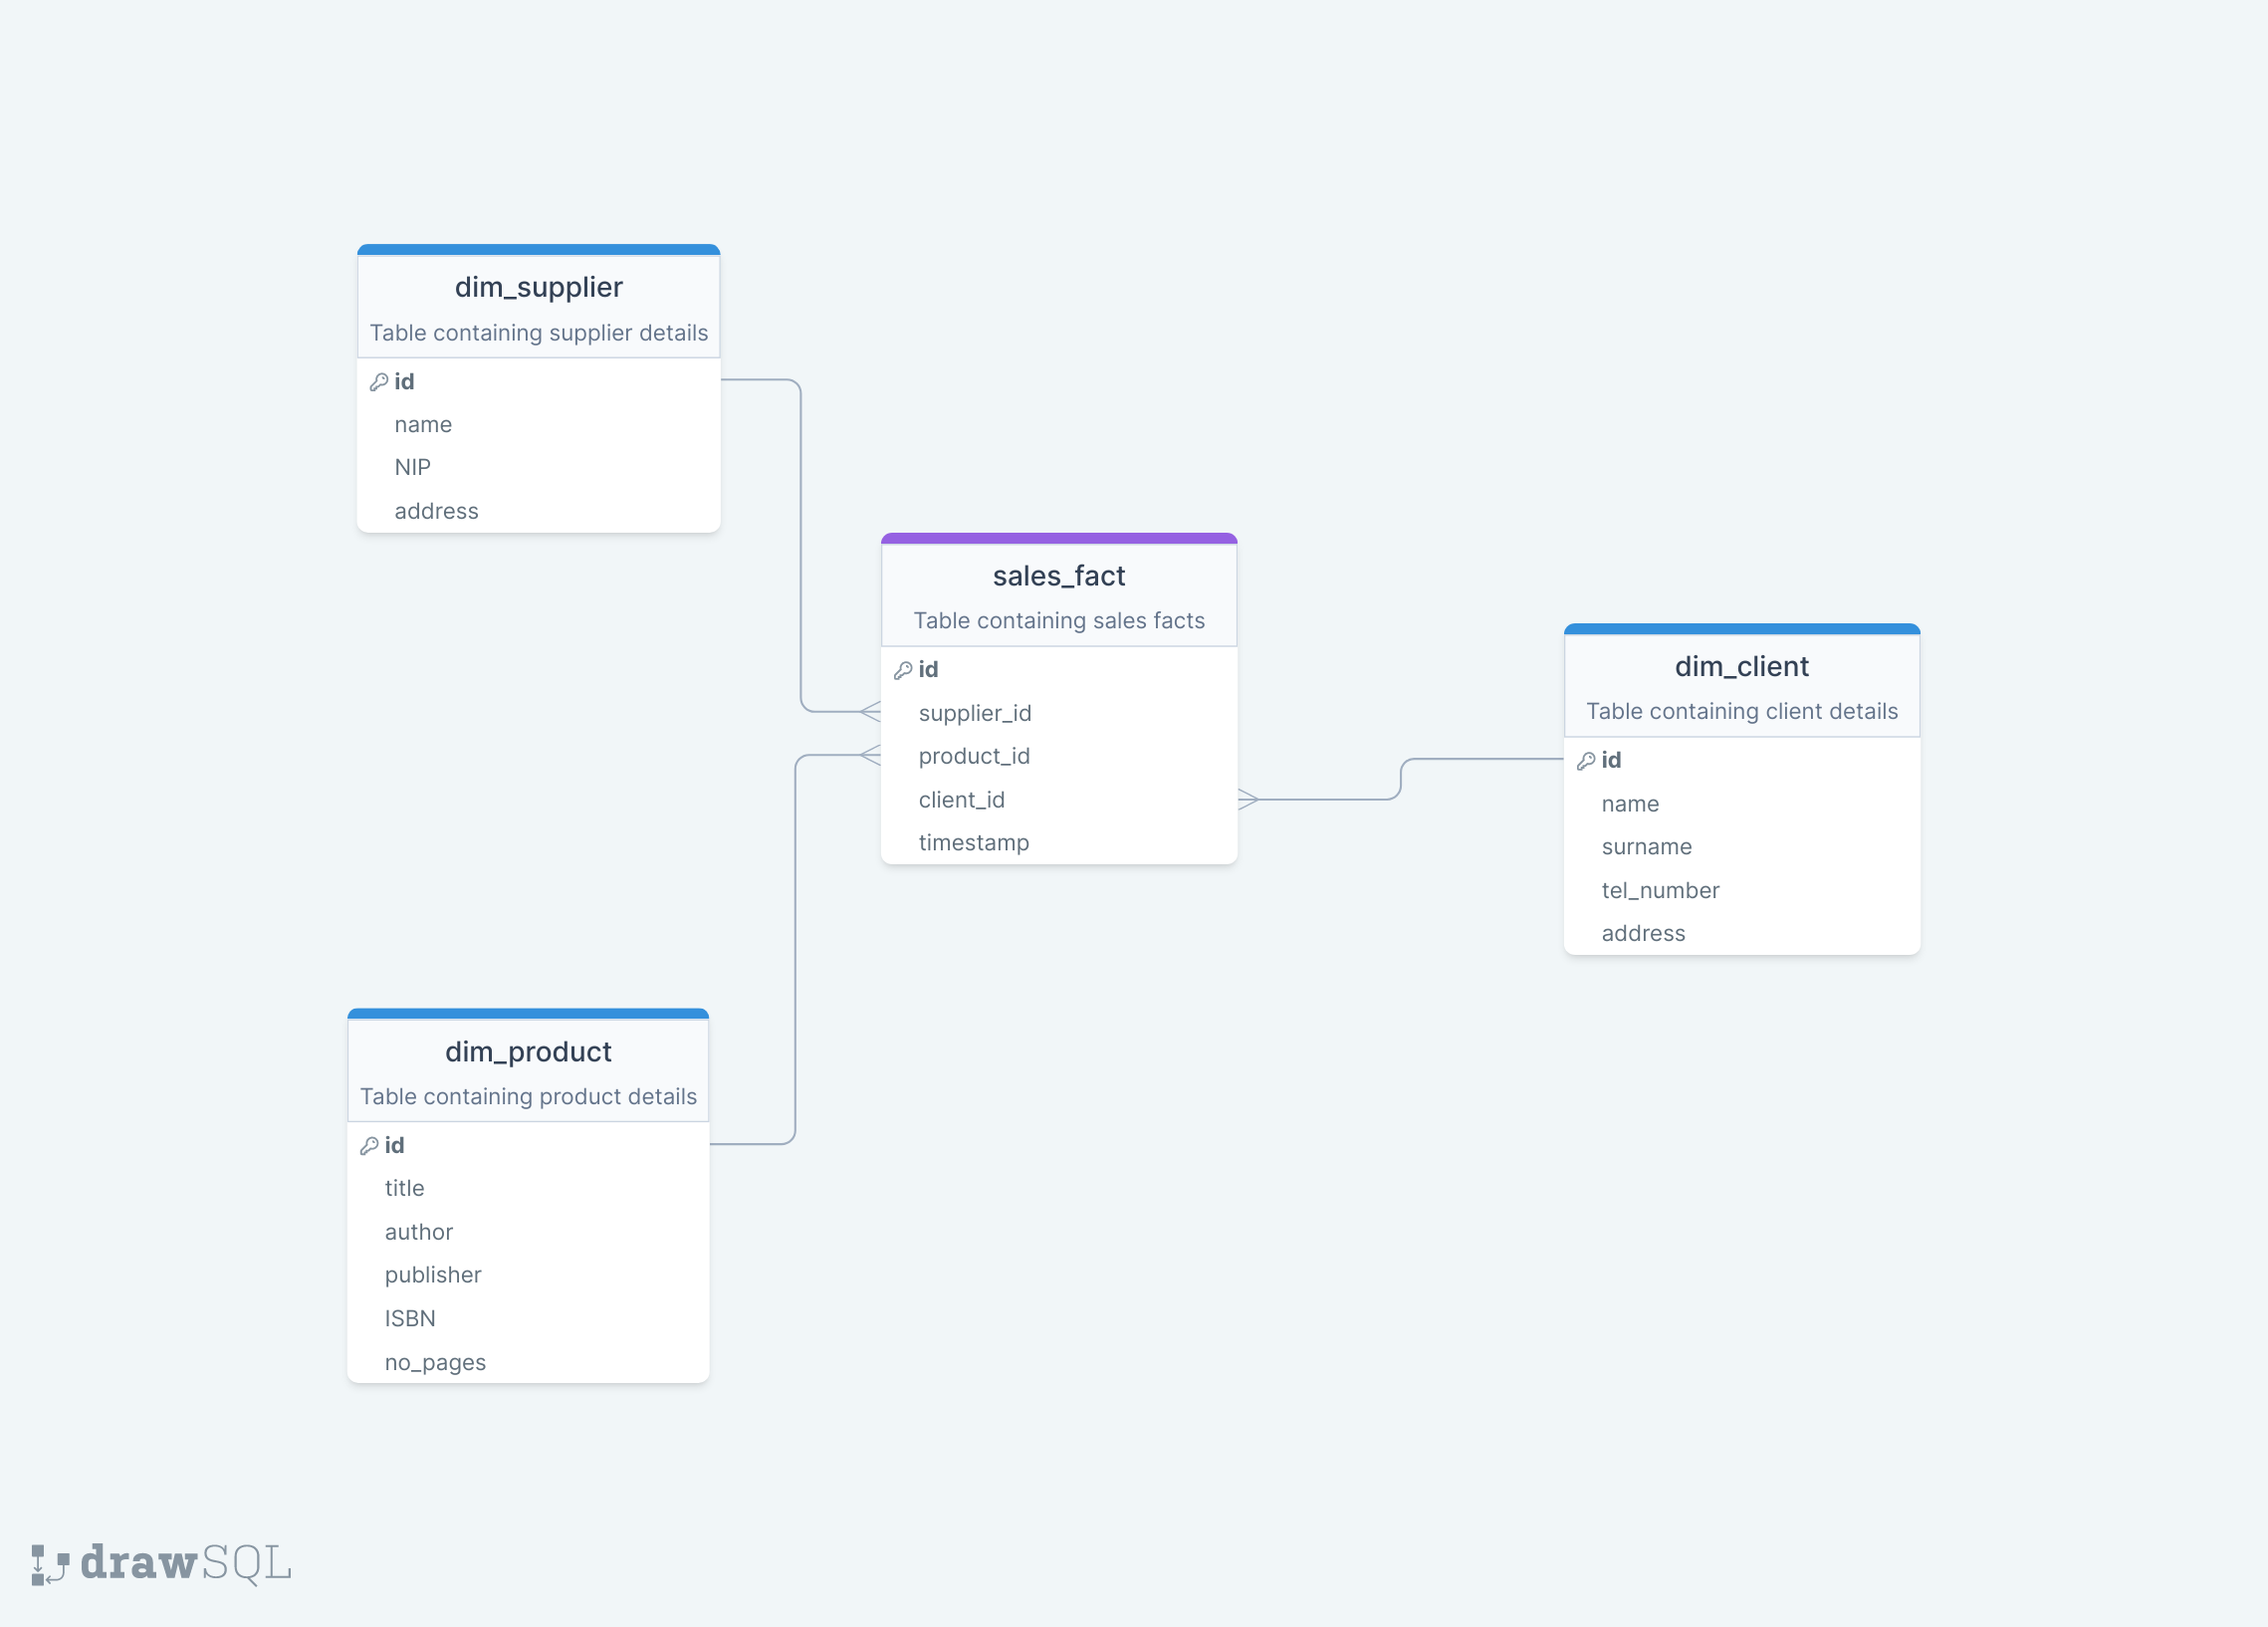 dim_supplier
Table containing supplier details
id
name
NIP
address
sales_fact
Table containing sales facts
id
supplier_id
product_id
client_id
timestamp
dim_client
Table containing client details
id
name
surname
tel_number
address
dim_product
Table containing product details
id
title
author
publisher
ISBN
no_pages
drawSQL